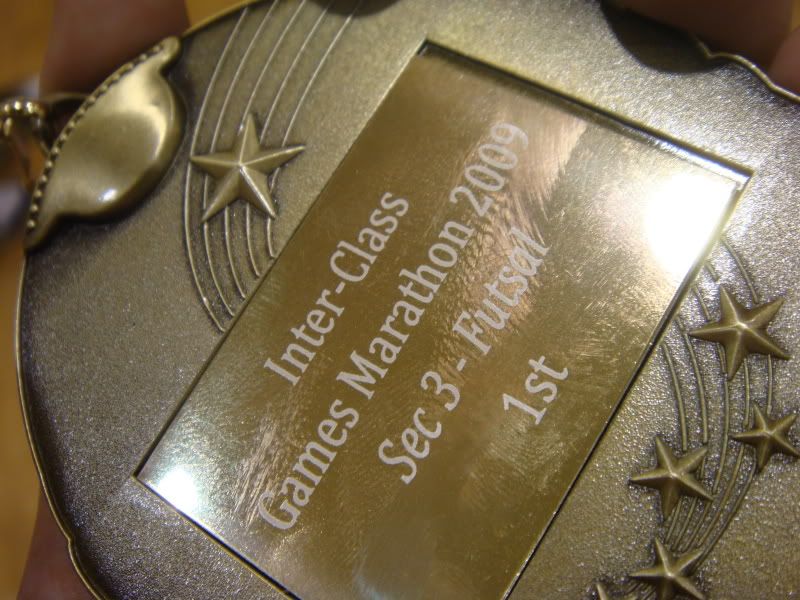 Inter-Class
Games Marathon 2009
Sec 3 - Futsal
1st